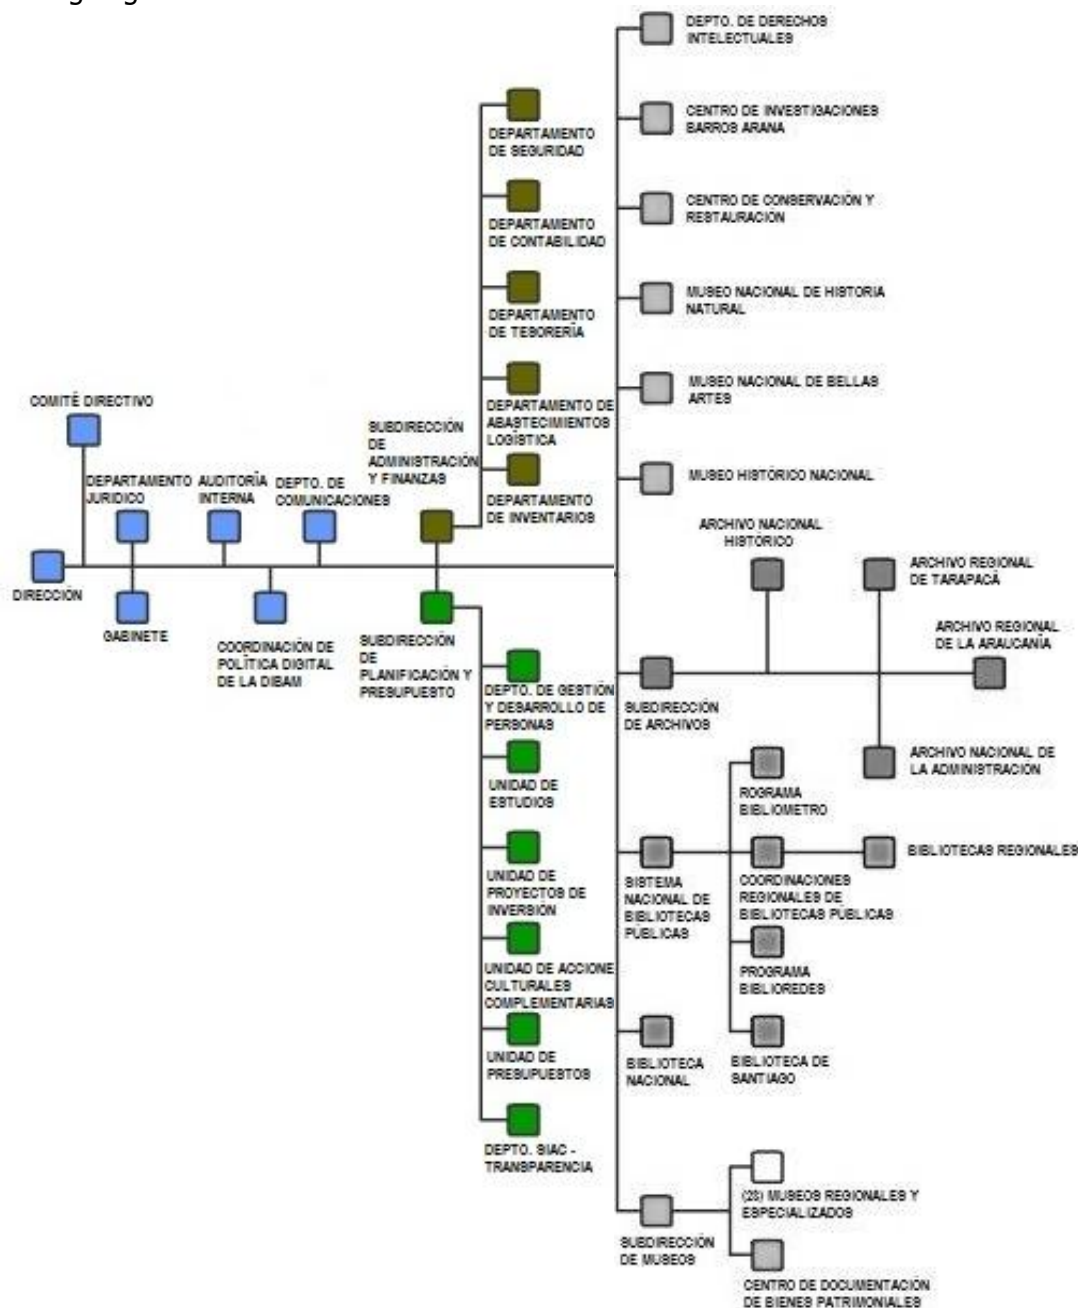 DEPTO. DE DERECHOS
INTELECTUALES
CENTRO DE INVESTIGACIONES
BARROS ARANA
CENTRO DE CONSERVACIÓN Y
RESTAURACIÓN
MUSEO NACIONAL DE HISTORIA
NATURAL
MUSEO NACIONAL DE BELLAS
ARTES
MUSEO HISTÓRICO NACIONAL
DEPARTAMENTO
DE SEGURIDAD
DEPARTAMENTO
DE CONTABILIDAD
DEPARTAMENTO
DE TESORERÍA
DEPARTAMENTO DE
ABASTECIMIENTOS
LOGÍSTICA
DEPARTAMENTO
DE INVENTARIOS
COMITÉ DIRECTIVO
DEPARTAMENTO
JURIDICO
AUDITORÍA
INTERNA
DEPTO. DE
COMUNICACIONES
SUBDIRECCIÓN
DE
ADMINISTRACIÓN
Y FINANZAS
DIRECCIÓN
GABINETE
COORDINACIÓN DE
POLÍTICA DIGITAL
DE LA DIBAM
SUBDIRECCIÓN
DE
PLANIFICACIÓN Y
PRESUPUESTO
DEPTO. DE GESTIÓN
Y DESARROLLO DE
PERSONAS
UNIDAD DE
ESTUDIOS
UNIDAD DE
PROYECTOS DE
INVERSIÓN
UNIDAD DE ACCIONE
CULTURALES
COMPLEMENTARIAS
UNIDAD DE
PRESUPUESTOS
DEPTO. SIAC -
TRANSPARENCIA
ARCHIVO NACIONAL
HISTÓRICO
ARCHIVO REGIONAL
DE TARAPACÁ
ARCHIVO REGIONAL
DE LA ARAUCANÍA
SUBDIRECCIÓN
DE ARCHIVOS
ARCHIVO NACIONAL DE
LA ADMINISTRACIÓN
ROGRAMA
BIBLIOMETRO
SISTEMA
NACIONAL DE
BIBLIOTECAS
PÚBLICAS
COORDINACIONES
REGIONALES DE
BIBLIOTECAS PÚBLICAS
BIBLIOTECAS REGIONALES
PROGRAMA
BIBLIOREDES
BIBLIOTECA
NACIONAL
BIBLIOTECA DE
SANTIAGO
SUBDIRECCIÓN
DE MUSEOS
(23) MUSEOS REGIONALES Y
ESPECIALIZADOS
CENTRO DE DOCUMENTACIÓN
DE BIENES PATRIMONIALES